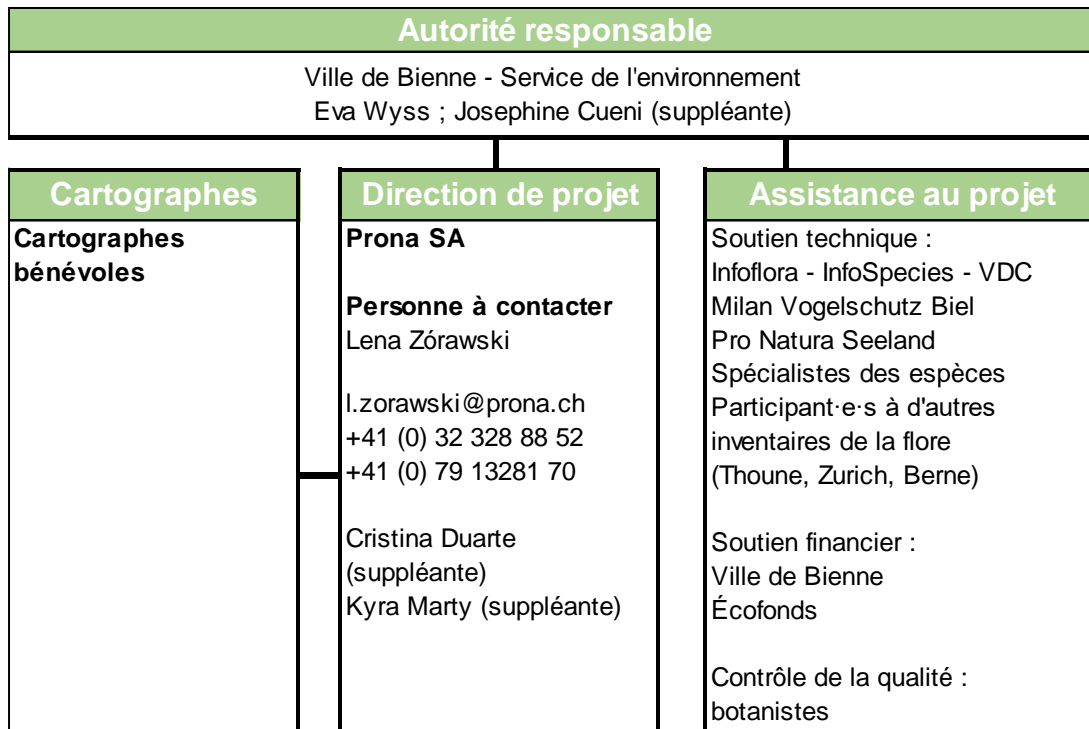 Autorité responsable
Ville de Bienne - Service de l'environnement
Eva Wyss ; Josephine Cueni (suppléante)
Cartographes
Cartographes
bénévoles
Direction de projet
Prona SA
Personne à contacter
Lena Zórawski
l.zorawski@prona.ch
+41 (0) 32 328 88 52
+41 (0) 79 13281 70
Cristina Duarte
(suppléante)
Kyra Marty (suppléante)
Assistance au projet
Soutien technique :
Infoflora - InfoSpecies - VDC
Milan Vogelschutz Biel
Pro Natura Seeland
Spécialistes des espèces
Participant·e·s à d'autres
inventaires de la flore
(Thoune, Zurich, Berne)
Soutien financier :
Ville de Bienne
Écofonds
Contrôle de la qualité :
botanistes